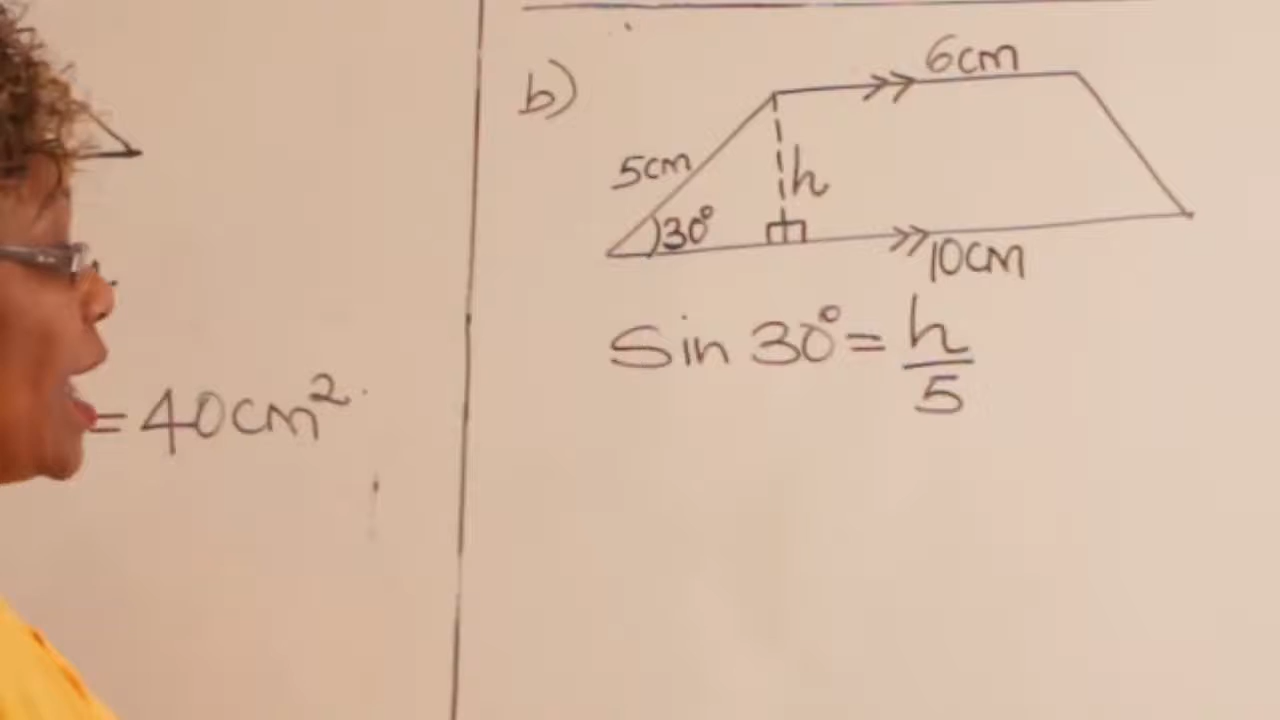 = 40cm².
b)
6cm
5cm
h
30°
10cm
Sin 30° = h/5